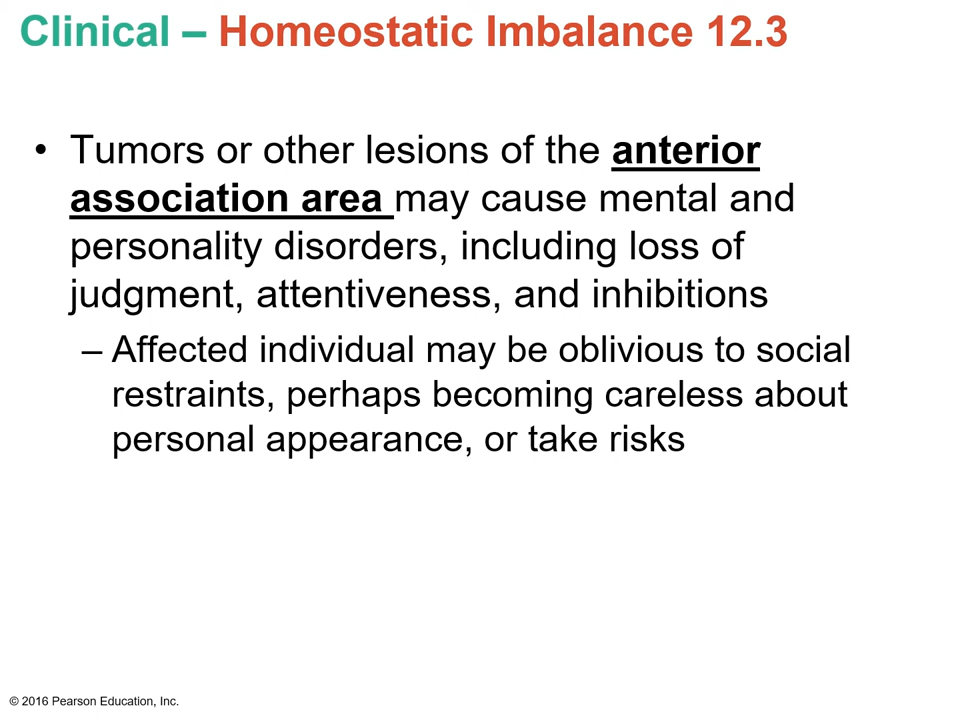 Clinical – Homeostatic Imbalance 12.3
• Tumors or other lesions of the anterior
association area may cause mental and
personality disorders, including loss of
judgment, attentiveness, and inhibitions
– Affected individual may be oblivious to social
restraints, perhaps becoming careless about
personal appearance, or take risks
© 2016 Pearson Education, Inc.